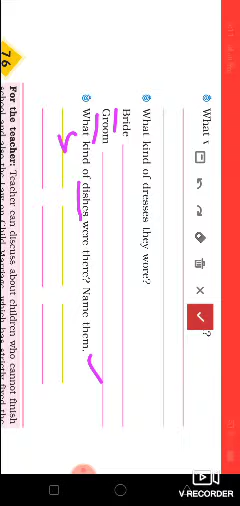 What
?
What kind of dresses they wore?
Bride
Groom
What kind of dishes were there? Name them.
76
For the teacher: Teacher can discuss about children who cannot finish
V-RECORDER